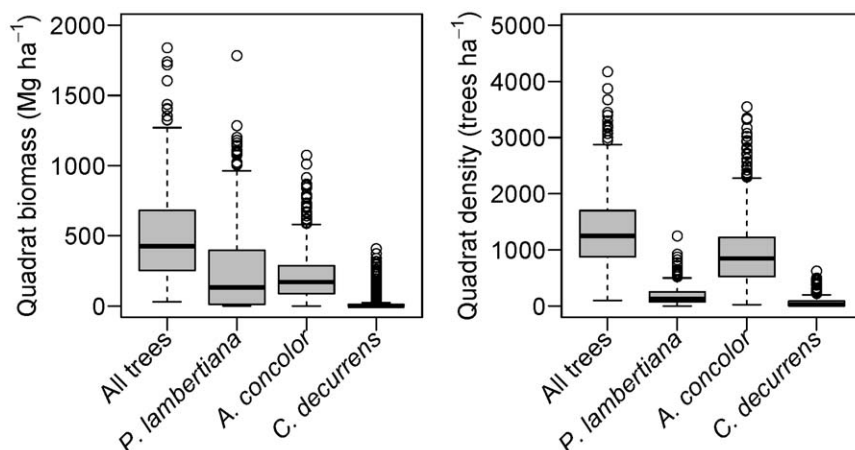 Quadrat biomass (Mg ha⁻¹)
2000
1500
1000
500
0
All trees
P. lambertiana
A. concolor
C. decurrens
Quadrat density (trees ha⁻¹)
5000
4000
3000
2000
1000
0
All trees
P. lambertiana
A. concolor
C. decurrens